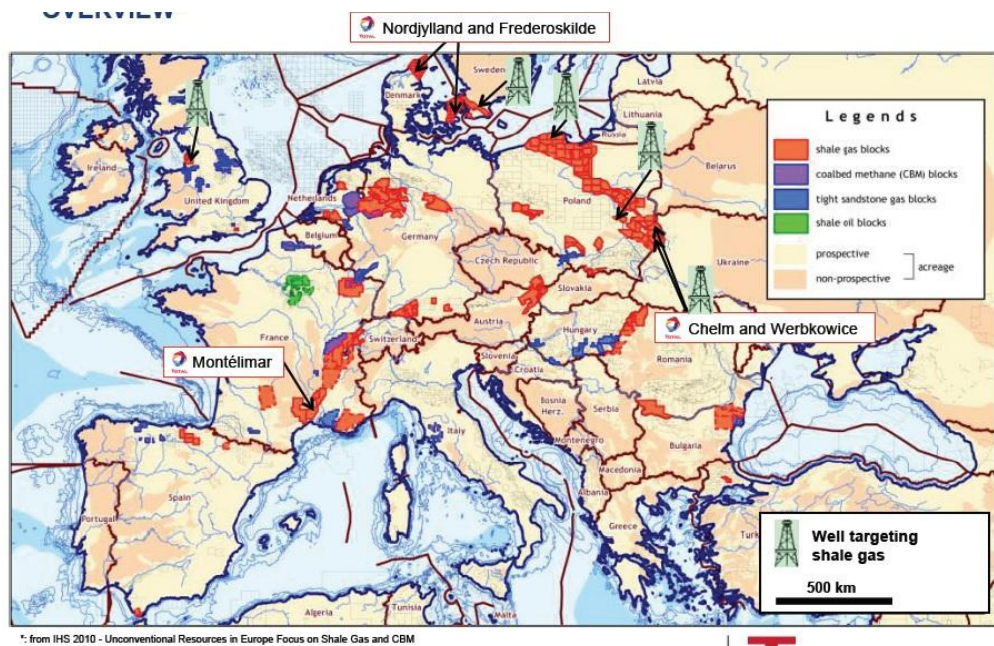 OVERVIEW
TOTAL Nordjylland and Frederoskilde
Sweden
Denmark
Latvia
Lithuania
Russia
Belarus
Ireland
United Kingdom
Netherlands
Poland
Belgium
Germany
Czech Republic
Ukraine
Slovakia
France
Switzerland
Austria
Hungary
TOTAL Chelm and Werbkowice
TOTAL Montélimar
Slovenia
Croatia
Romania
Bosnia
Herz.
Serbia
Italy
Montenegro
Bulgaria
Macedonia
Albania
Spain
Portugal
Greece
Turk
Algeria
Tunisia
Malta
Legends
shale gas blocks
coalbed methane (CBM) blocks
tight sandstone gas blocks
shale oil blocks
prospective
acreage
non-prospective
Well targeting
shale gas
500 km
*: from IHS 2010 - Unconventional Resources in Europe Focus on Shale Gas and CBM